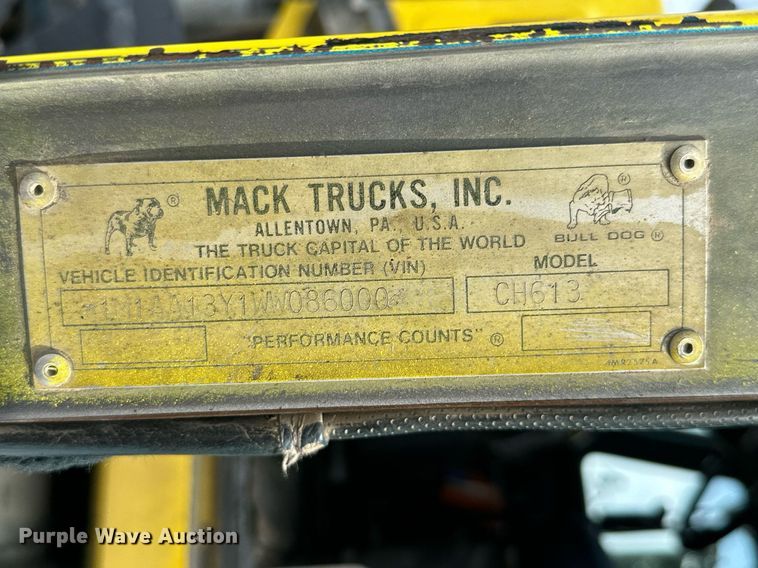 MACK TRUCKS, INC.
ALLENTOWN, PA., U.S.A.
THE TRUCK CAPITAL OF THE WORLD
® ®
BULL DOG ®
VEHICLE IDENTIFICATION NUMBER (VIN)
MODEL
*1M1AA13Y1WW086000*
CH613
"PERFORMANCE COUNTS" ®
Purple Wave Auction®